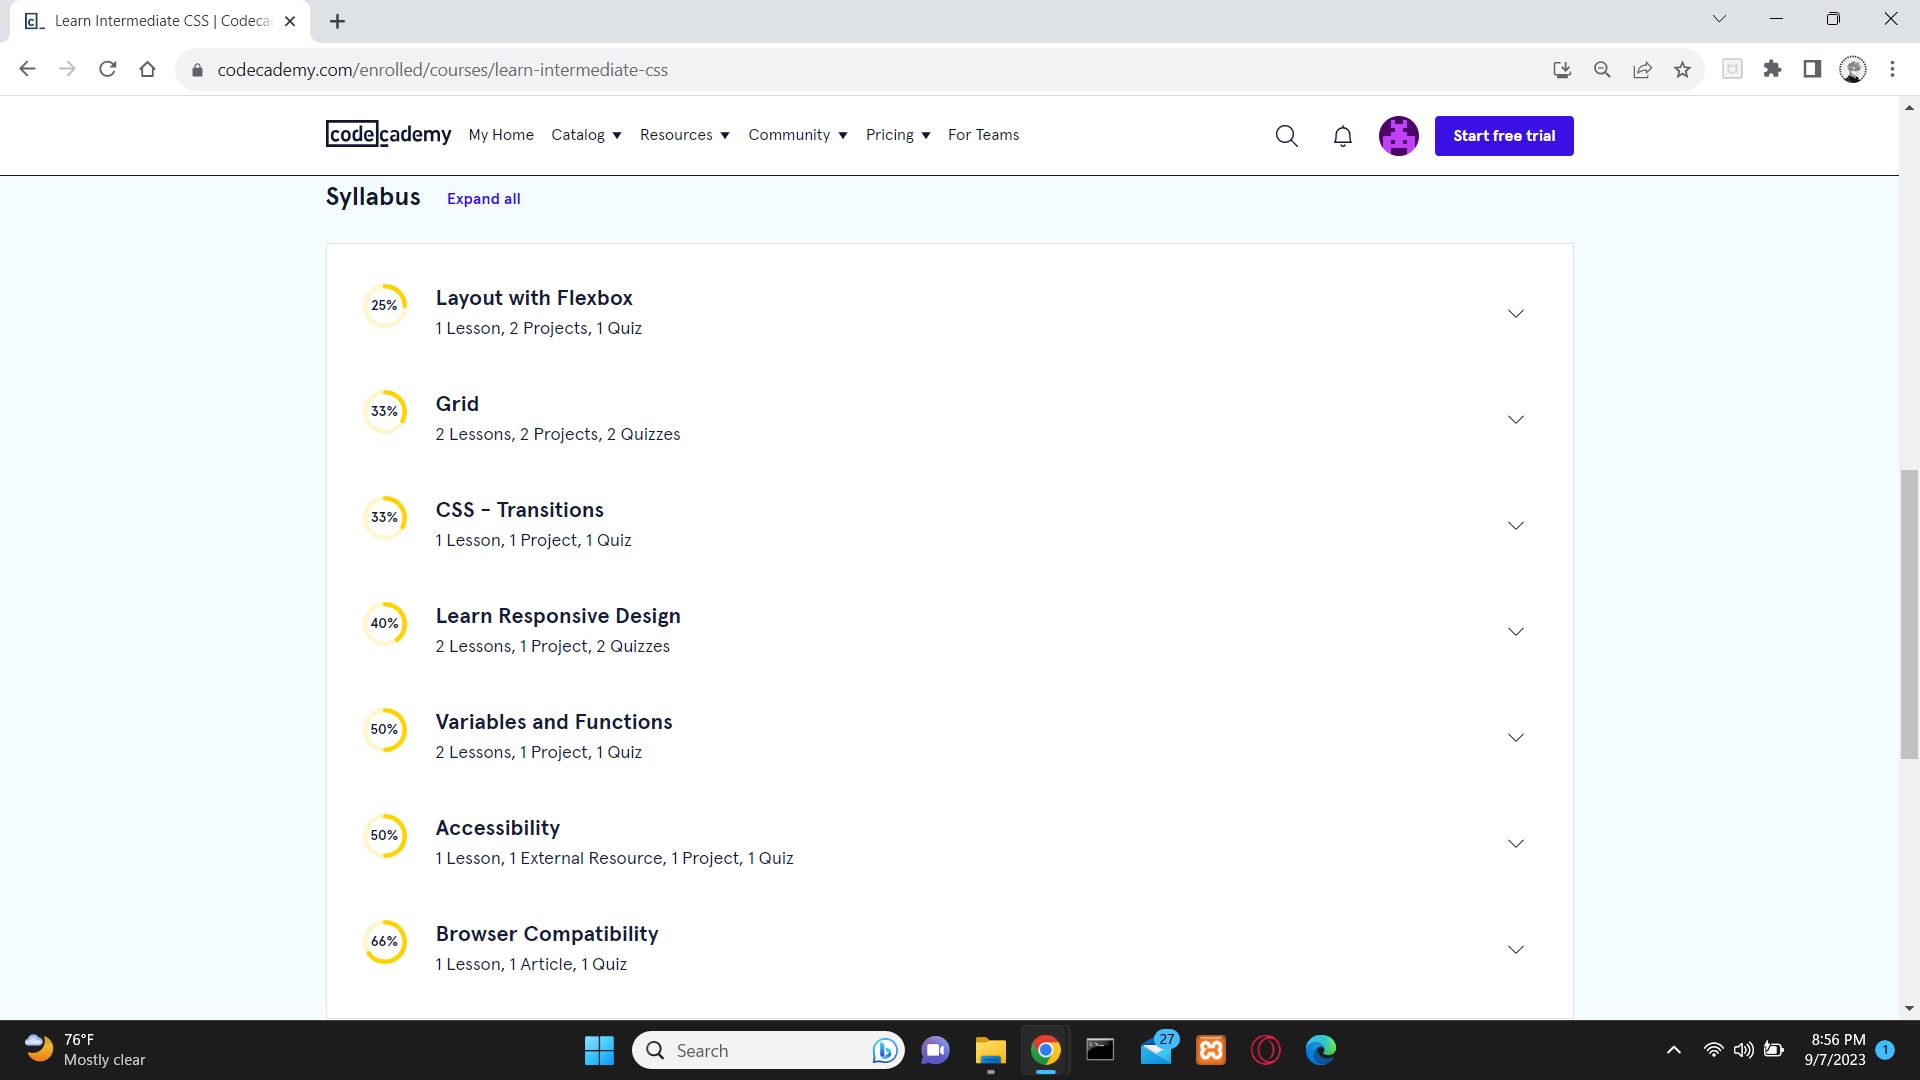 Learn Intermediate CSS | Codeca
codecademy.com/enrolled/courses/learn-intermediate-css
codecademy My Home Catalog Resources Community Pricing For Teams Start free trial
Syllabus Expand all
25% Layout with Flexbox
1 Lesson, 2 Projects, 1 Quiz
33% Grid
2 Lessons, 2 Projects, 2 Quizzes
33% CSS - Transitions
1 Lesson, 1 Project, 1 Quiz
40% Learn Responsive Design
2 Lessons, 1 Project, 2 Quizzes
50% Variables and Functions
2 Lessons, 1 Project, 1 Quiz
50% Accessibility
1 Lesson, 1 External Resource, 1 Project, 1 Quiz
66% Browser Compatibility
1 Lesson, 1 Article, 1 Quiz
76°F
Mostly clear
Search
27
8:56 PM
9/7/2023
1